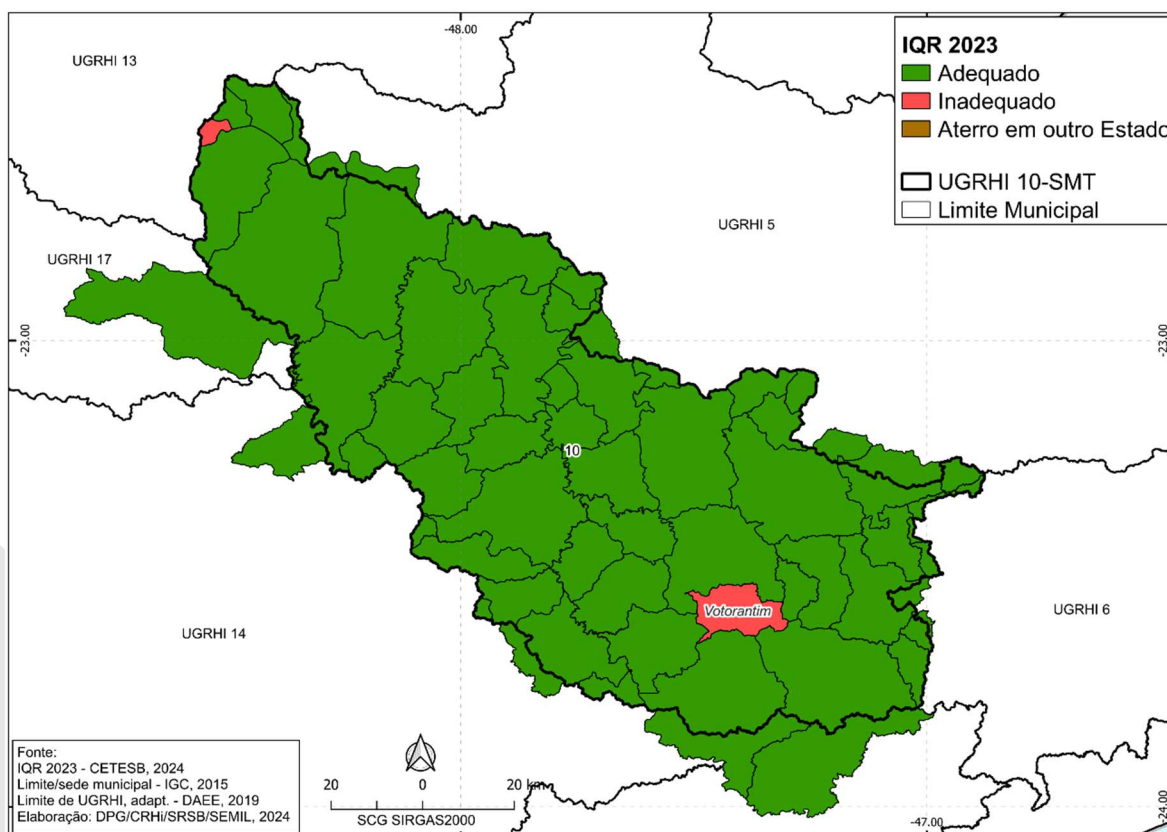 UGRHI 13
-48.00
IQR 2023
Adequado
Inadequado
Aterro em outro Estado
UGRHI 10-SMT
Limite Municipal
UGRHI 5
UGRHI 17
-23.00
-23.00
10
Votorantim
UGRHI 14
UGRHI 6
Fonte:
IQR 2023 - CETESB, 2024
Limite/sede municipal - IGC, 2015
Limite de UGRHI, adapt. - DAEE, 2019
Elaboração: DPG/CRHi/SRSB/SEMIL, 2024
20 0 20 km
SCG SIRGAS2000
-47.00
-24.00